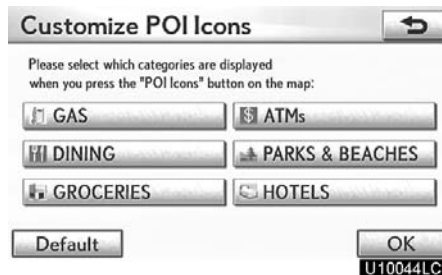 Customize POI Icons
Please select which categories are displayed
when you press the "POI Icons" button on the map:
GAS
$ ATMs
DINING
PARKS & BEACHES
GROCERIES
HOTELS
Default
OK
U10044LC